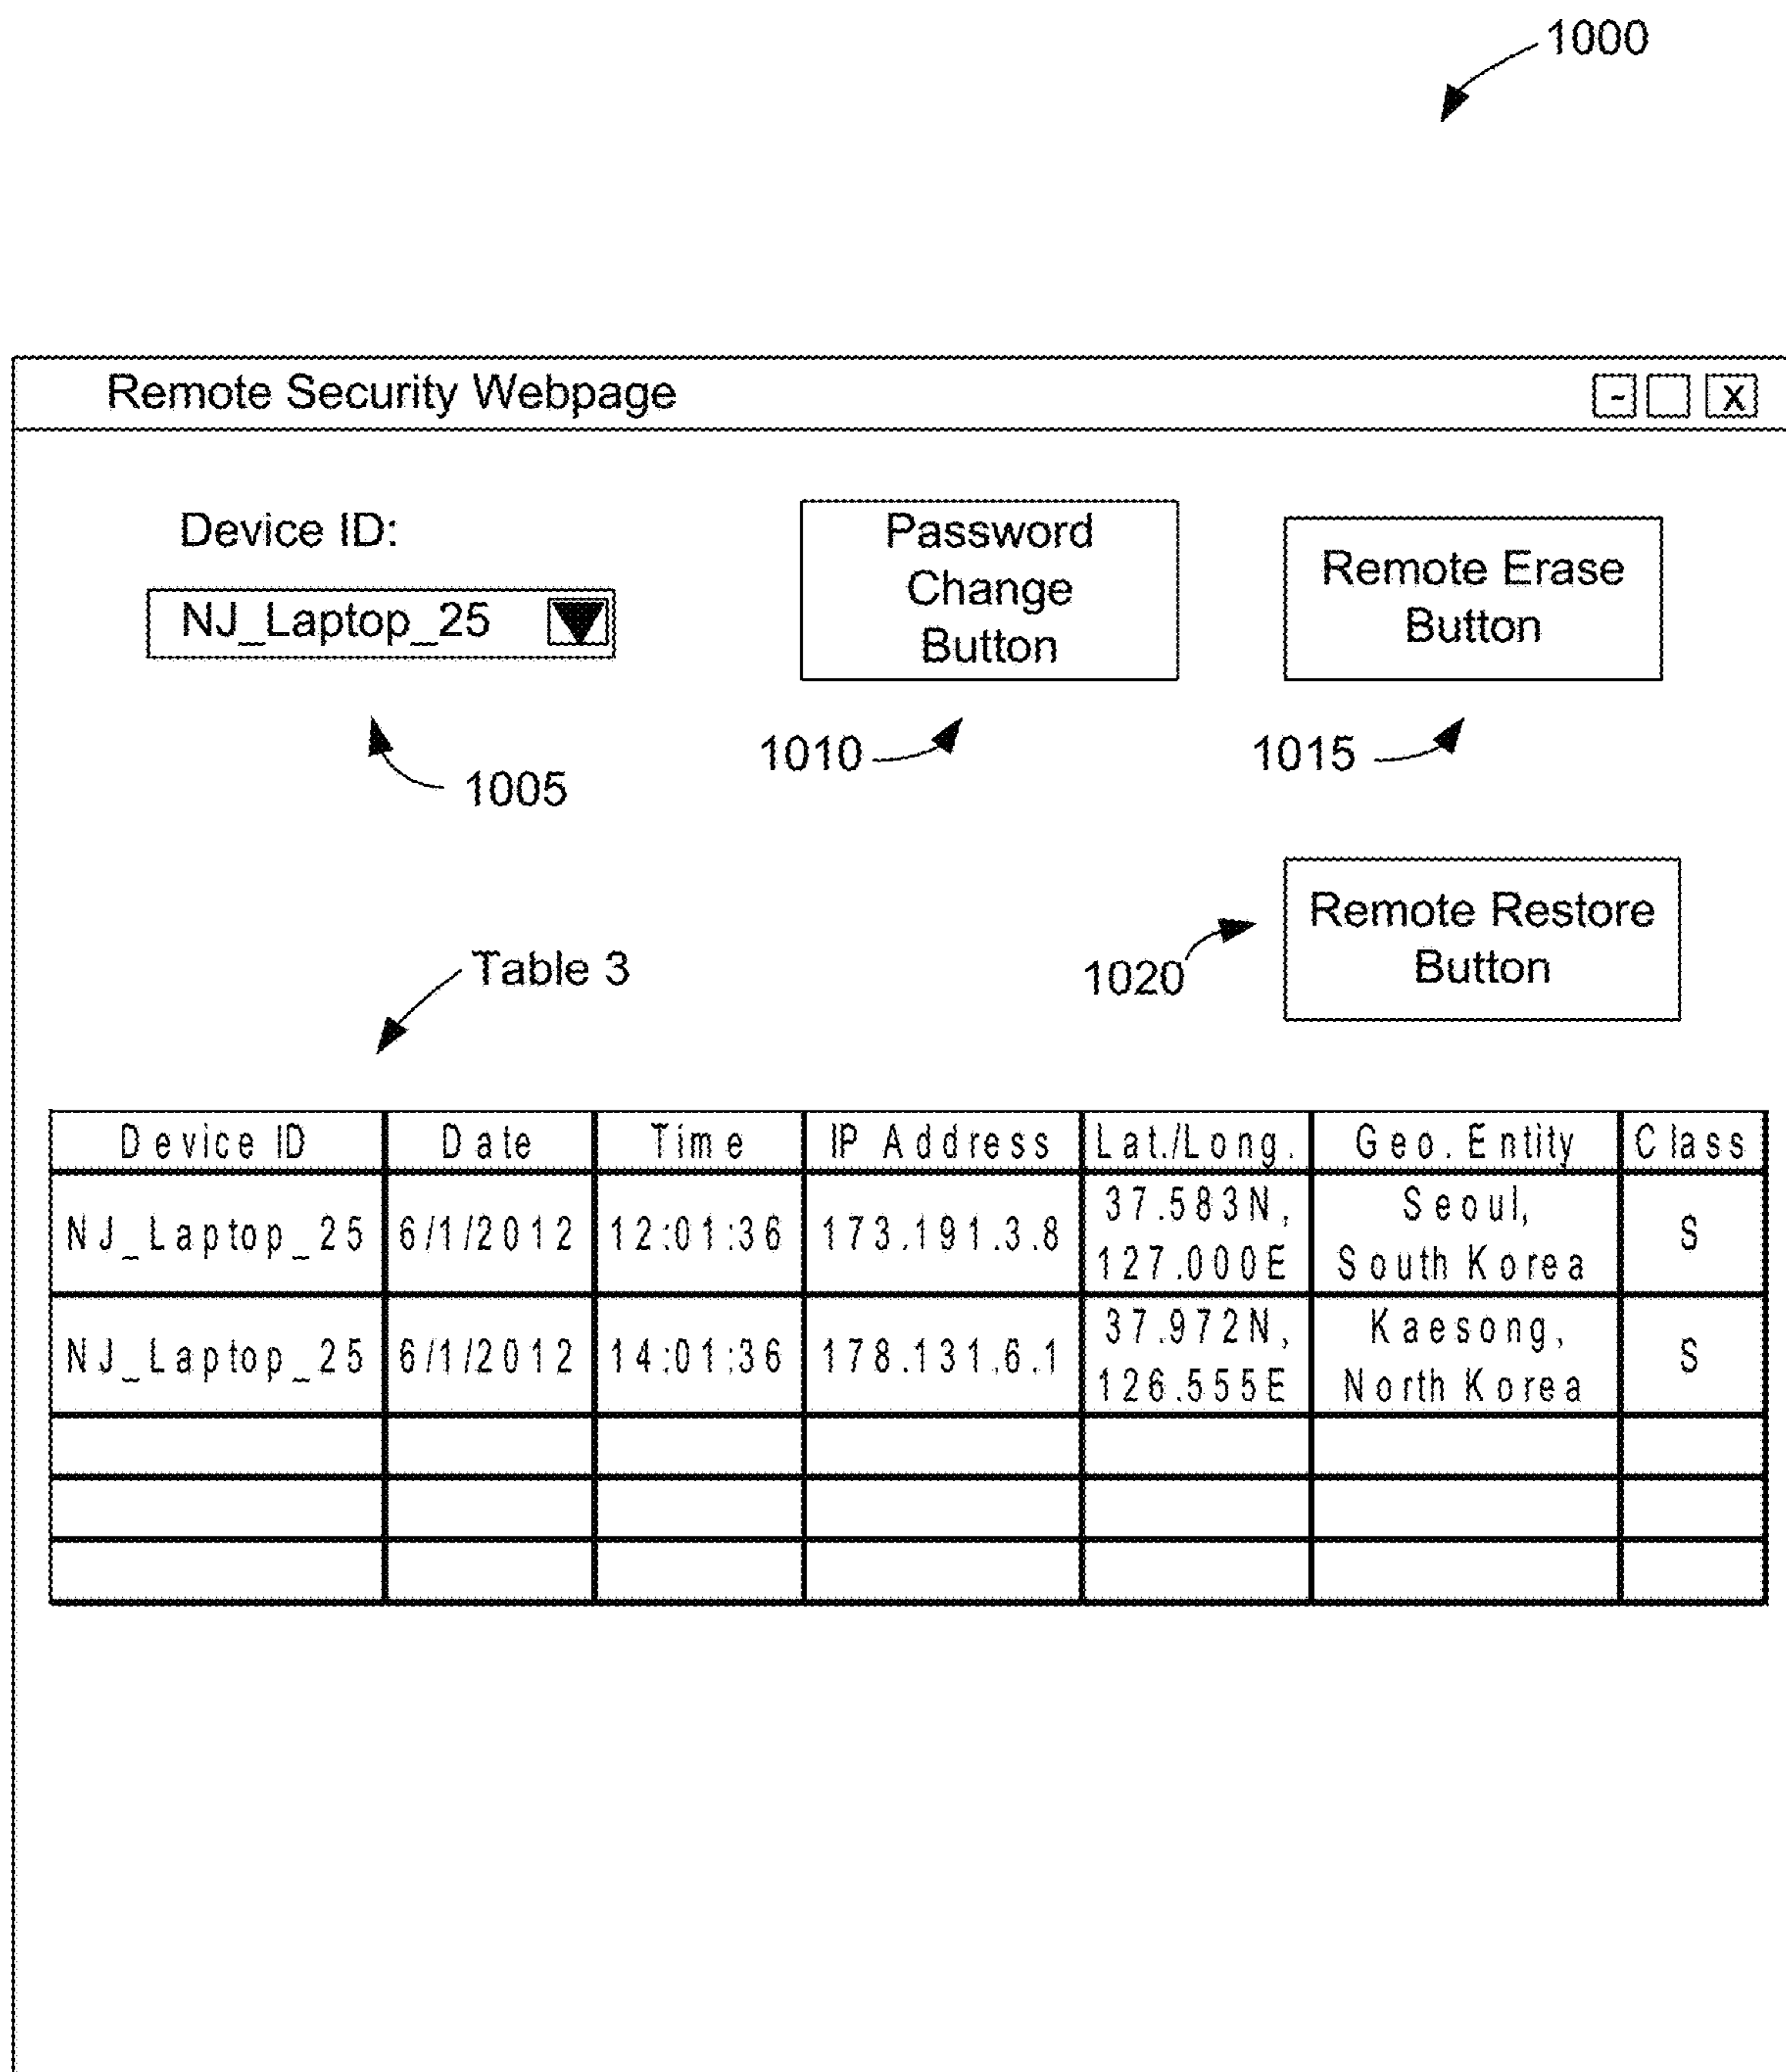 1000
Remote Security Webpage
- X
Device ID:
NJ_Laptop_25
Password
Change
Button
Remote Erase
Button
1005
1010
1015
Remote Restore
Button
1020
Table 3
Device ID Date Time IP Address Lat./Long. Geo. Entity Class
NJ_Laptop_25 6/1/2012 12:01:36 173.191.3.8 37.583N, 127.000E Seoul, South Korea S
NJ_Laptop_25 6/1/2012 14:01:36 178.131.6.1 37.972N, 126.555E Kaesong, North Korea S